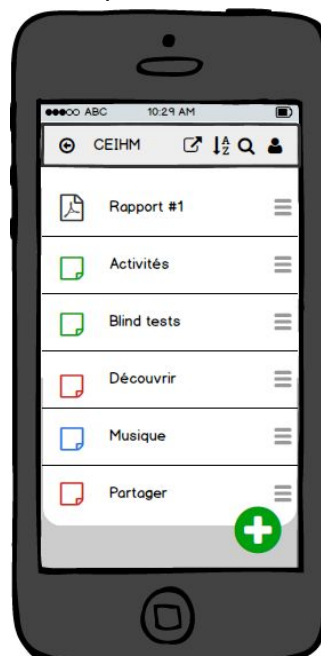 ABC 10:29 AM
CEIHM
Rapport #1
Activités
Blind tests
Découvrir
Musique
Partager